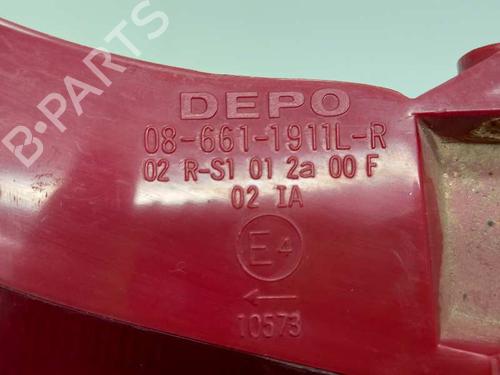 DEPO
08-661-1911L-R
02 R-S1 01 2a 00 F
02 IA
E4
←
10573
B-PARTS